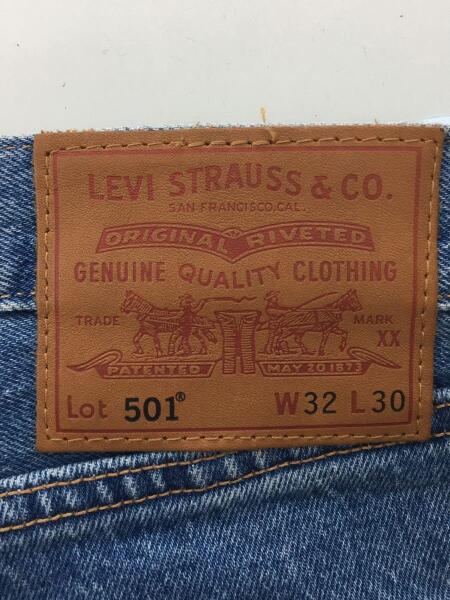 LEVI STRAUSS & CO.
SAN FRANCISCO, CAL.
ORIGINAL RIVETED
GENUINE QUALITY CLOTHING
TRADE MARK
XX
PATENTED MAY 20 1873
Lot 501® W32 L30